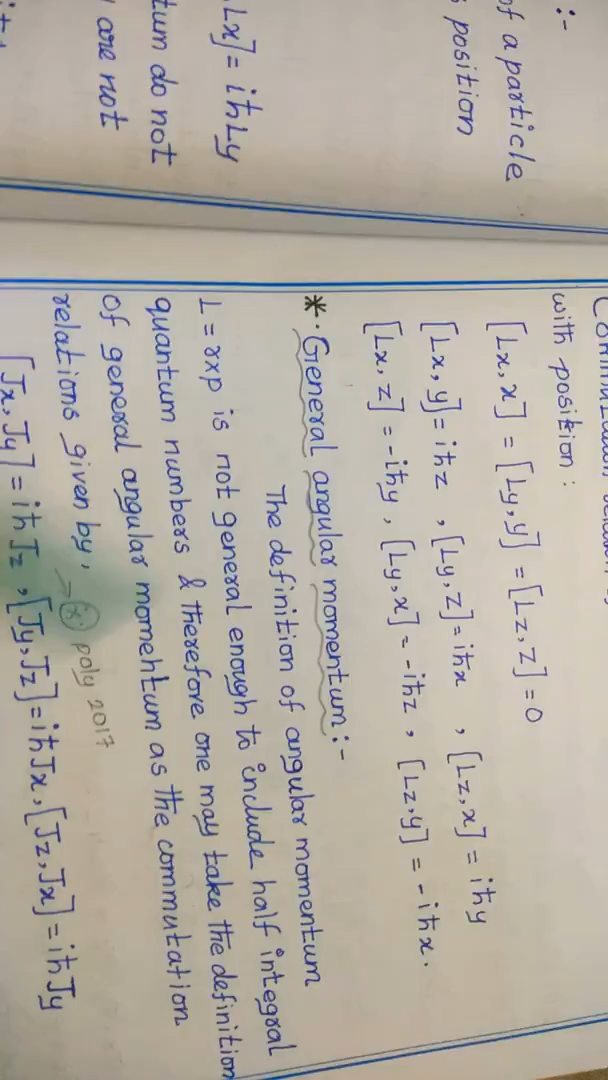 :-
of a particle
position
Lx] = iħLy
tum do not
are not
with position:
[Lx, x] = [Ly, y] = [Lz, z] = 0
[Lx, y] = iħz , [Ly, z] = iħx , [Lz, x] = iħy
[Lx, z] = -iħy , [Ly, x] = -iħz , [Lz, y] = -iħx .
*. General angular momentum:-
The definition of angular momentum
L = rxp is not general enough to include half integral
quantum numbers & therefore one may take the definition
of general angular momentum as the commutation
relations given by, → (*) poly 2017
[Jx, Jy] = iħ Jz , [Jy, Jz] = iħ Jx , [Jz, Jx] = iħ Jy